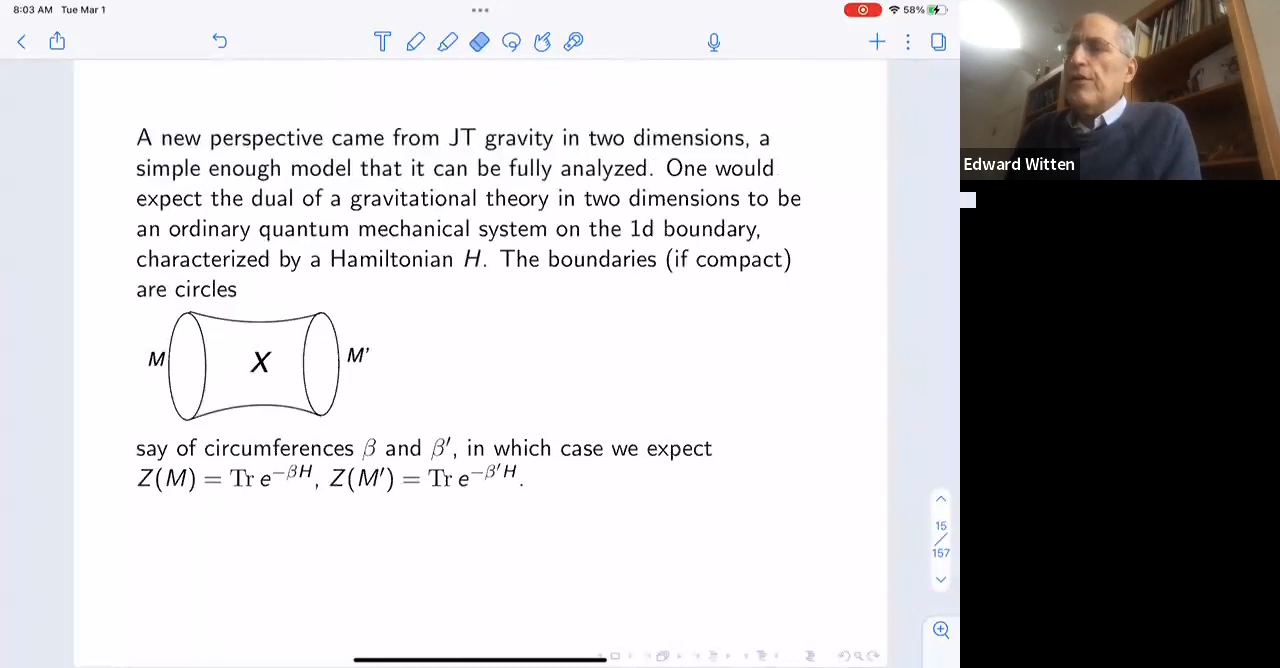 8:03 AM Tue Mar 1
58%
A new perspective came from JT gravity in two dimensions, a
simple enough model that it can be fully analyzed. One would
expect the dual of a gravitational theory in two dimensions to be
an ordinary quantum mechanical system on the 1d boundary,
characterized by a Hamiltonian H. The boundaries (if compact)
are circles
M
X
M'
say of circumferences β and β′, in which case we expect
Z(M) = Tr e^{-βH}, Z(M′) = Tr e^{-β′H}.
15
157
Edward Witten